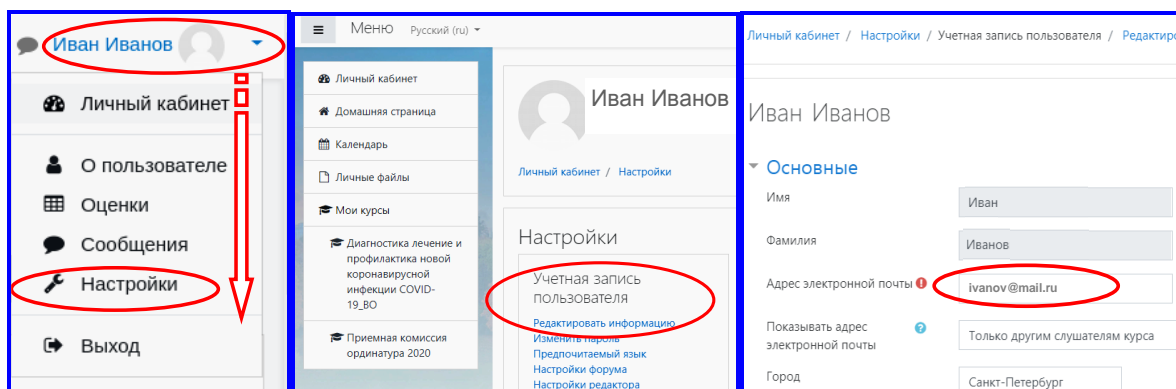 Иван Иванов
Личный кабинет
О пользователе
Оценки
Сообщения
Настройки
Выход
Меню Русский (ru)
Личный кабинет
Домашняя страница
Календарь
Личные файлы
Мои курсы
Диагностика лечение и
профилактика новой
коронавирусной
инфекции COVID-
19_ВО
Приемная комиссия
ординатура 2020
Иван Иванов
Личный кабинет / Настройки
Настройки
Учетная запись
пользователя
Редактировать информацию
Изменить пароль
Предпочитаемый язык
Настройки форума
Настройки редактора
Личный кабинет / Настройки / Учетная запись пользователя /
Иван Иванов
Основные
Имя
Иван
Фамилия
Иванов
Адрес электронной почты
ivanov@mail.ru
Показывать адрес
электронной почты
Только другим слушателям курса
Город
Санкт-Петербург